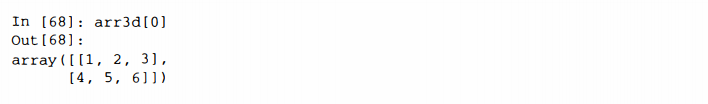 In [68]: arr3d[0]
Out[68]:
array([[1, 2, 3],
       [4, 5, 6]])